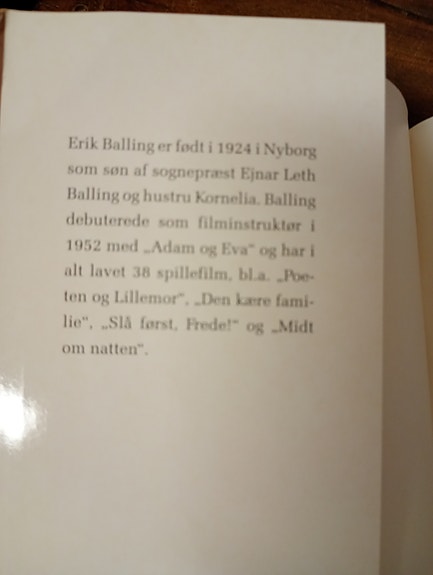 Erik Balling er født i 1924 i Nyborg
som søn af sognepræst Ejnar Leth
Balling og hustru Kornelia. Balling
debuterede som filminstruktør i
1952 med „Adam og Eva“ og har i
alt lavet 38 spillefilm, bl.a. „Poe-
ten og Lillemor“, „Den kære fami-
lie“, „Slå først, Frede!“ og „Midt
om natten“.